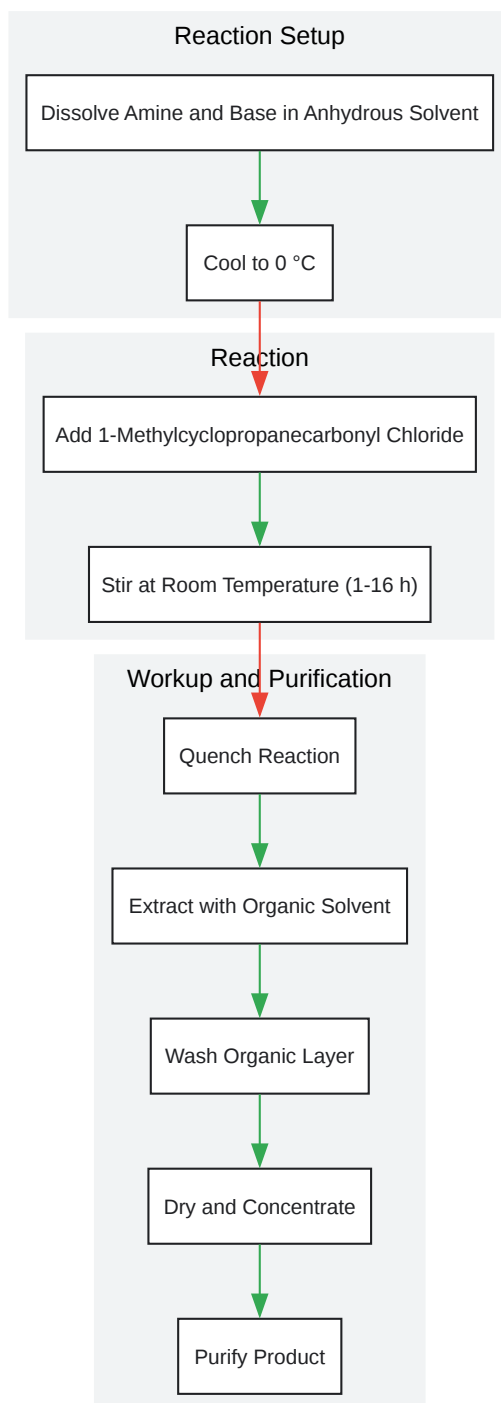 Reaction Setup
Dissolve Amine and Base in Anhydrous Solvent
Cool to 0 °C
Reaction
Add 1-Methylcyclopropanecarbonyl Chloride
Stir at Room Temperature (1-16 h)
Workup and Purification
Quench Reaction
Extract with Organic Solvent
Wash Organic Layer
Dry and Concentrate
Purify Product